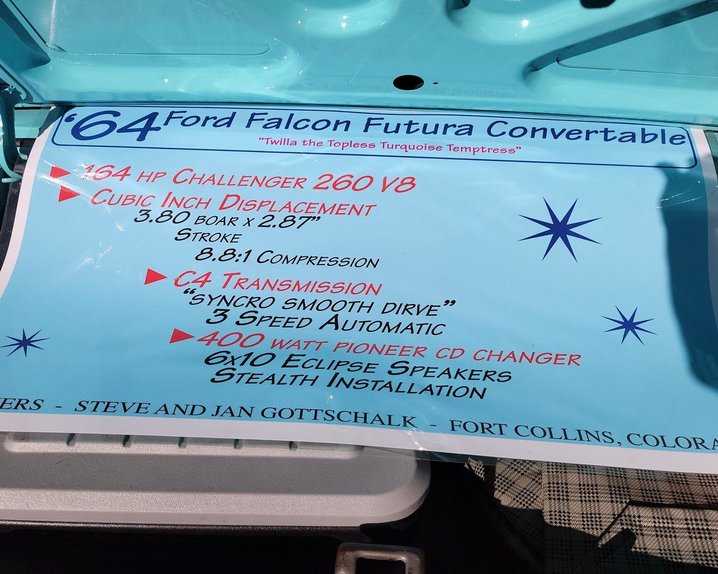 '64 Ford Falcon Futura Convertable
"Twilla the Topless Turquoise Temptress"
164 HP CHALLENGER 260 V8
CUBIC INCH DISPLACEMENT
3.80 BOAR X 2.87"
STROKE
8.8:1 COMPRESSION
C4 TRANSMISSION
"SYNCRO SMOOTH DIRVE"
3 SPEED AUTOMATIC
400 WATT PIONEER CD CHANGER
6X10 ECLIPSE SPEAKERS
STEALTH INSTALLATION
ERS - STEVE AND JAN GOTTSCHALK - FORT COLLINS, COLORA